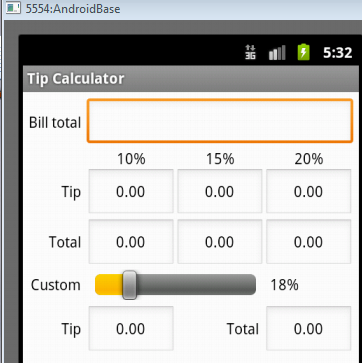 5554:AndroidBase
3G 5:32
Tip Calculator
Bill total
10% 15% 20%
Tip 0.00 0.00 0.00
Total 0.00 0.00 0.00
Custom 18%
Tip 0.00 Total 0.00